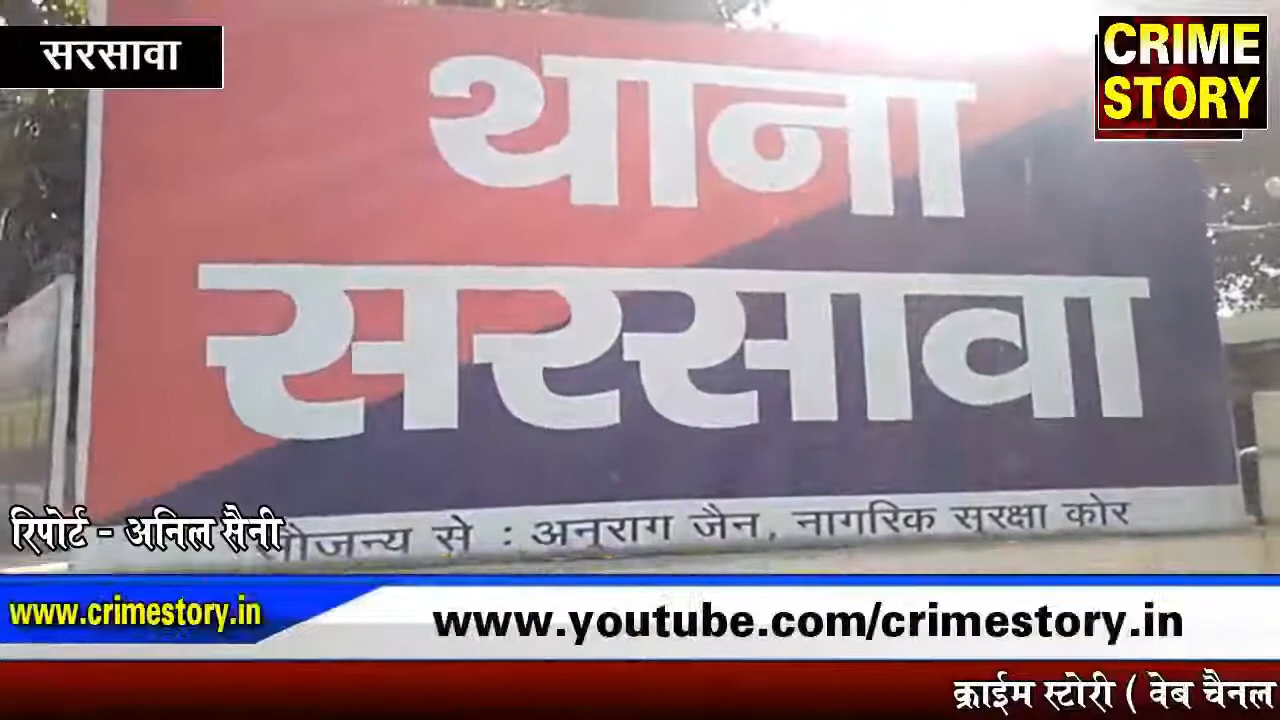 सरसावा
CRIME
STORY
थाना
सरसावा
रिपोर्ट - अनिल सैनी
सौजन्य से : अनुराग जैन, नागरिक सुरक्षा कोर
www.crimestory.in
www.youtube.com/crimestory.in
क्राईम स्टोरी ( वेब चैनल